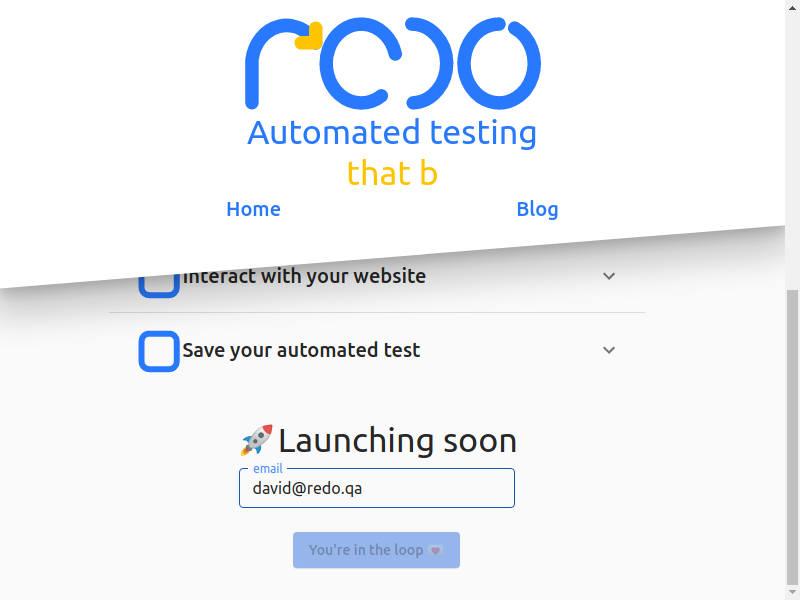 redo
Automated testing
that b
Home
Blog
Interact with your website
Save your automated test
🚀 Launching soon
email
david@redo.qa
You're in the loop 💌